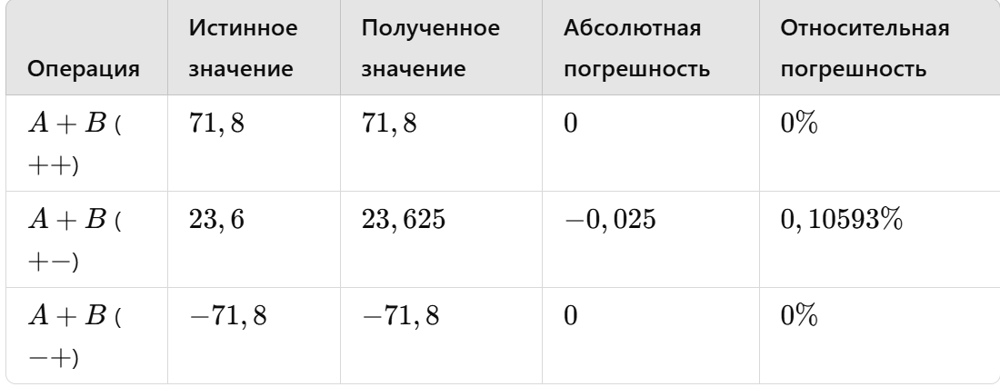 Операция
Истинное значение
Полученное значение
Абсолютная погрешность
Относительная погрешность
A + B (
++)
71, 8
71, 8
0
0%
A + B (
+−)
23, 6
23, 625
−0, 025
0, 10593%
A + B (
−+)
−71, 8
−71, 8
0
0%